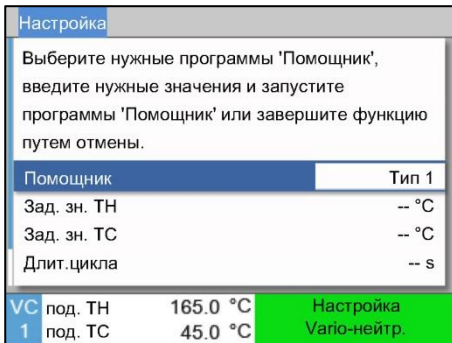 Настройка
Выберите нужные программы 'Помощник',
введите нужные значения и запустите
программы 'Помощник' или завершите функцию
путем отмены.
Помощник Тип 1
Зад. зн. ТН -- °C
Зад. зн. ТС -- °C
Длит.цикла -- s
VC под. ТН 165.0 °C Настройка
1 под. ТС 45.0 °C Vario-нейтр.